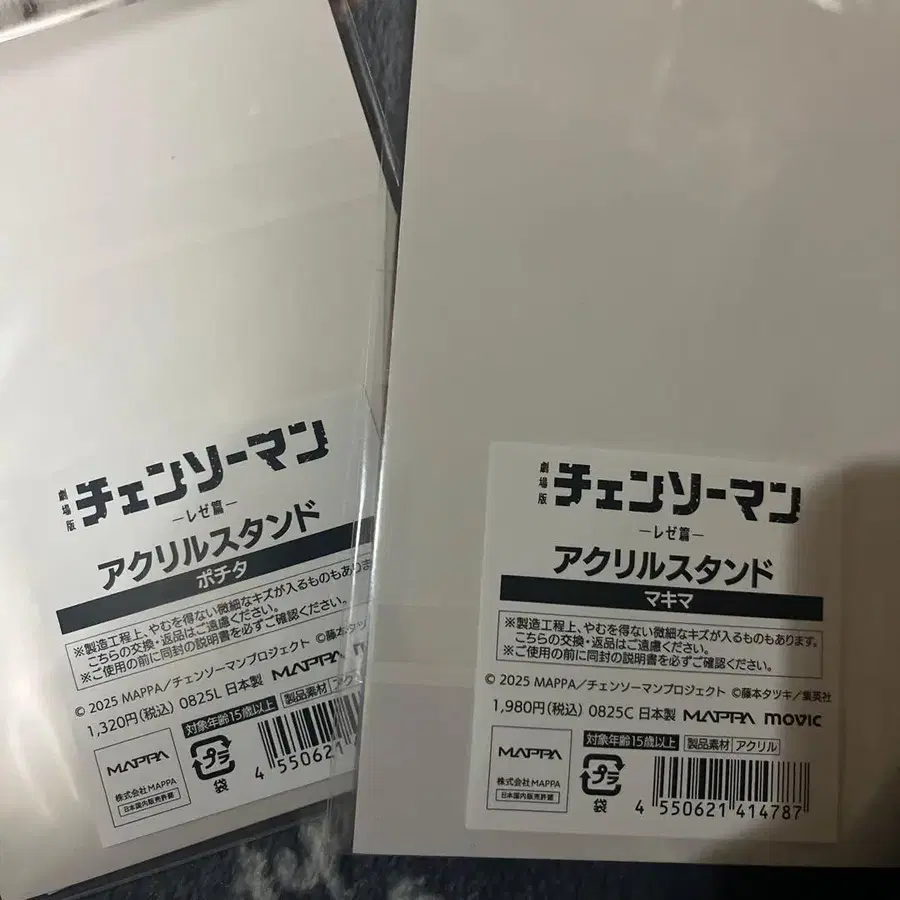 劇場版
チェンソーマン
—レゼ篇—
アクリルスタンド
ポチタ
※製造工程上、やむを得ない微細なキズが入るものもありま
こちらの交換・返品はご遠慮ください。
※ご使用の前に同封の説明書を必ずご確認ください。
© 2025 MAPPA／チェンソーマンプロジェクト ©藤本タツ
1,320円(税込) 0825L 日本製 MAPPA
対象年齢15歳以上 製品素材 アク
MAPPA
株式会社MAPPA
日本国内販売許諾
プラ
袋
4 550621
劇場版
チェンソーマン
—レゼ篇—
アクリルスタンド
マキマ
※製造工程上、やむを得ない微細なキズが入るものもあります。
こちらの交換・返品はご遠慮ください。
※ご使用の前に同封の説明書を必ずご確認ください。
© 2025 MAPPA／チェンソーマンプロジェクト ©藤本タツキ／集英社
1,980円(税込) 0825C 日本製 MAPPA movic
対象年齢15歳以上 製品素材 アクリル
MAPPA
株式会社MAPPA
日本国内販売許諾
プラ
袋
4 550621 414787